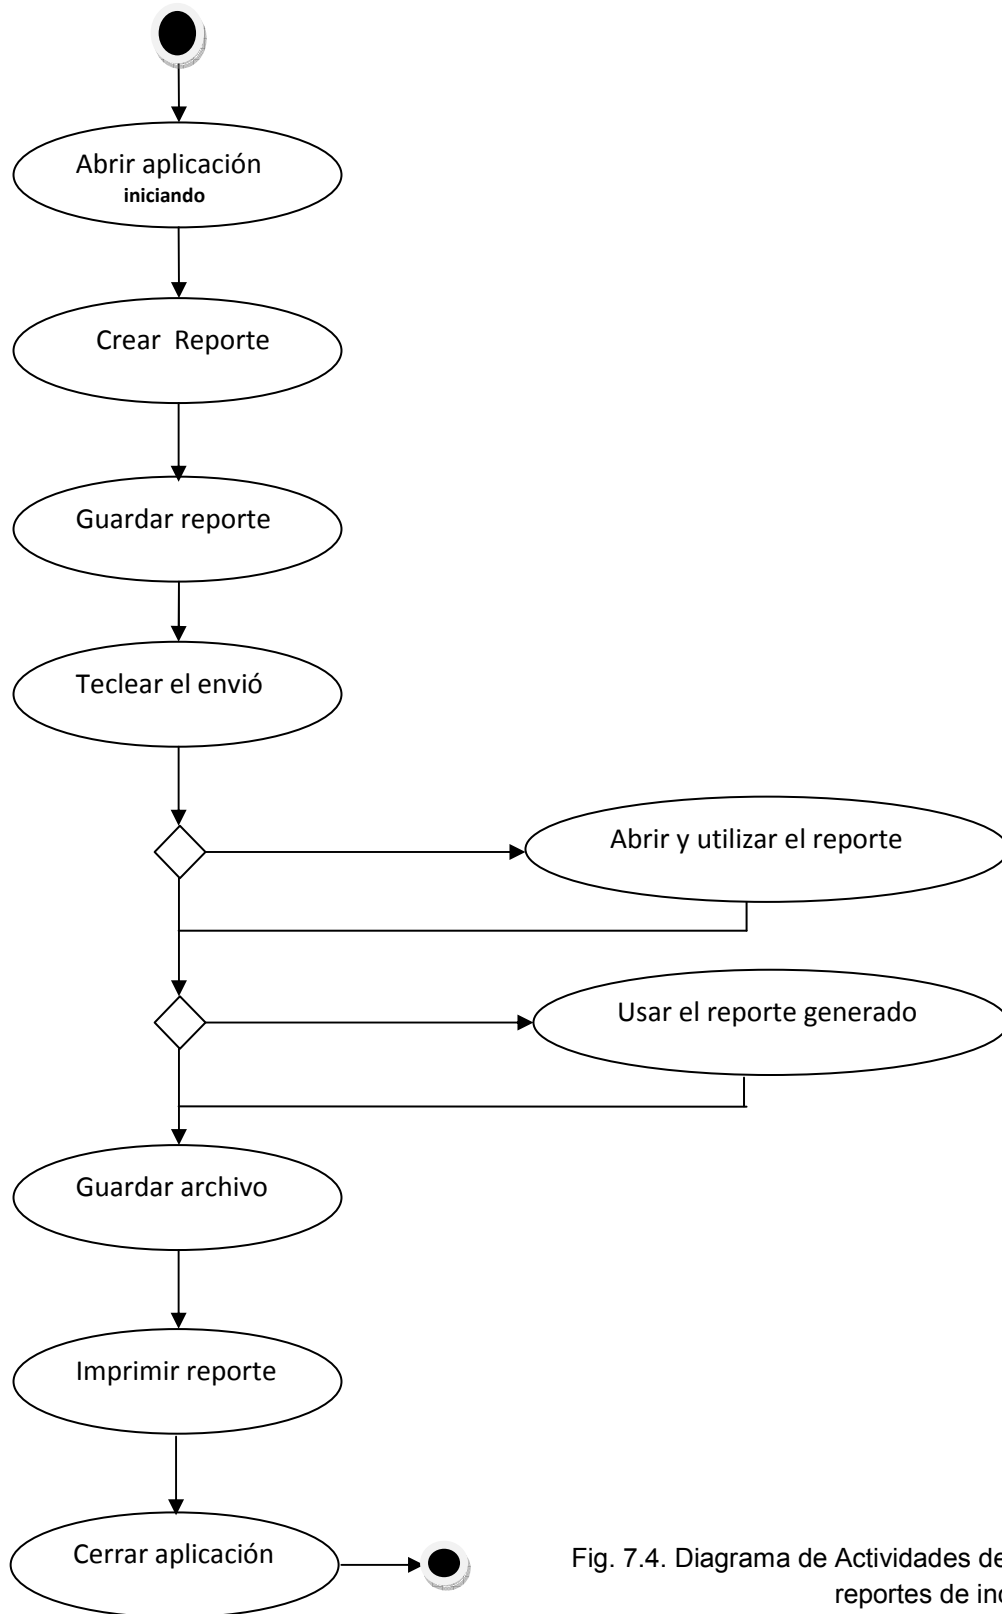 Abrir aplicación
iniciando
Crear Reporte
Guardar reporte
Teclear el envió
Abrir y utilizar el reporte
Usar el reporte generado
Guardar archivo
Imprimir reporte
Cerrar aplicación
Fig. 7.4. Diagrama de Actividades de
reportes de